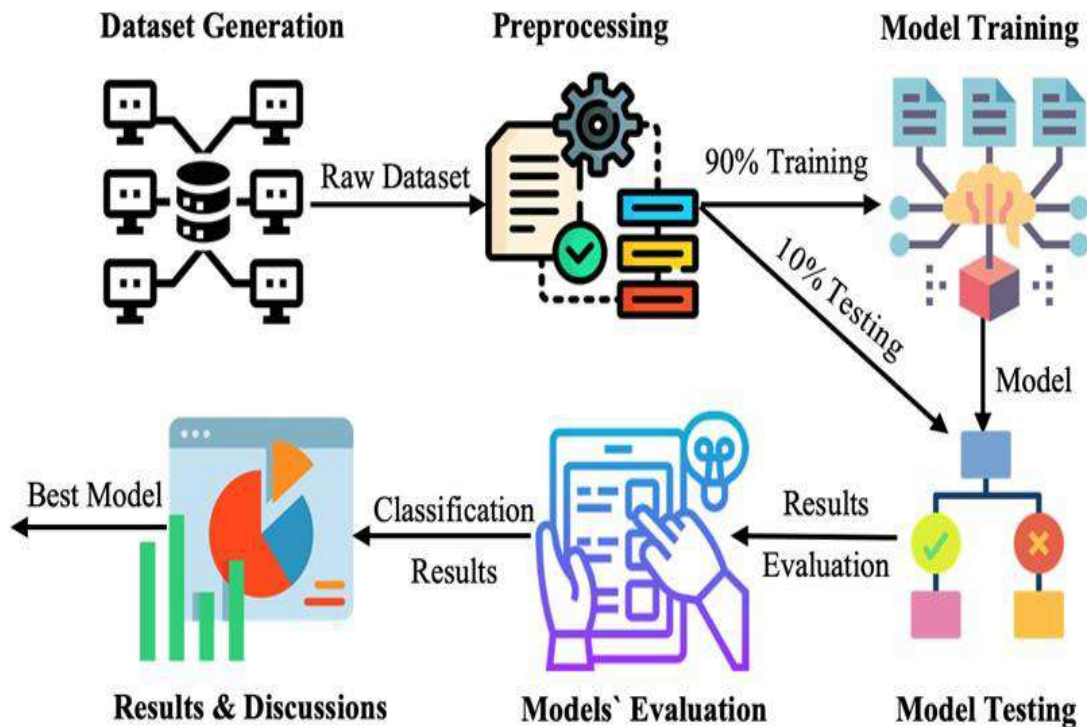 Dataset Generation
Preprocessing
Model Training
Raw Dataset
90% Training
10% Testing
Model
Best Model
Classification
Results
Results
Evaluation
Results & Discussions
Models` Evaluation
Model Testing